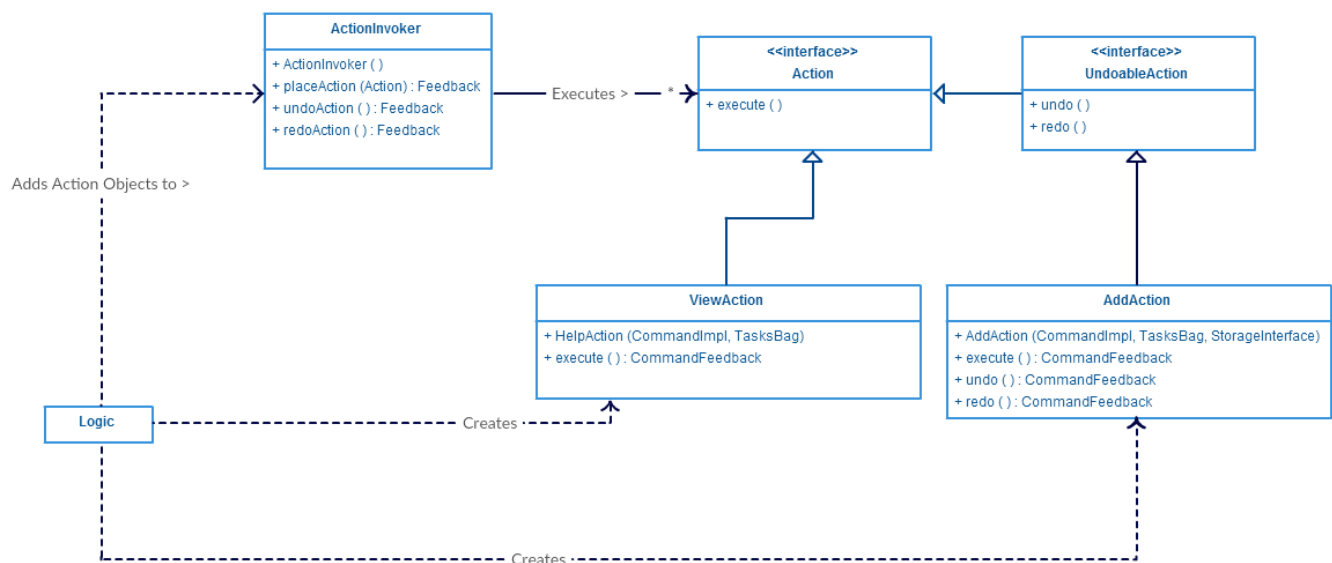 ActionInvoker
+ ActionInvoker ( )
+ placeAction (Action) : Feedback
+ undoAction ( ) : Feedback
+ redoAction ( ) : Feedback
Executes >
*
<<interface>>
Action
+ execute ( )
<<interface>>
UndoableAction
+ undo ( )
+ redo ( )
Adds Action Objects to >
ViewAction
+ HelpAction (CommandImpl, TasksBag)
+ execute ( ) : CommandFeedback
AddAction
+ AddAction (CommandImpl, TasksBag, StorageInterface)
+ execute ( ) : CommandFeedback
+ undo ( ) : CommandFeedback
+ redo ( ) : CommandFeedback
Logic
Creates
Creates